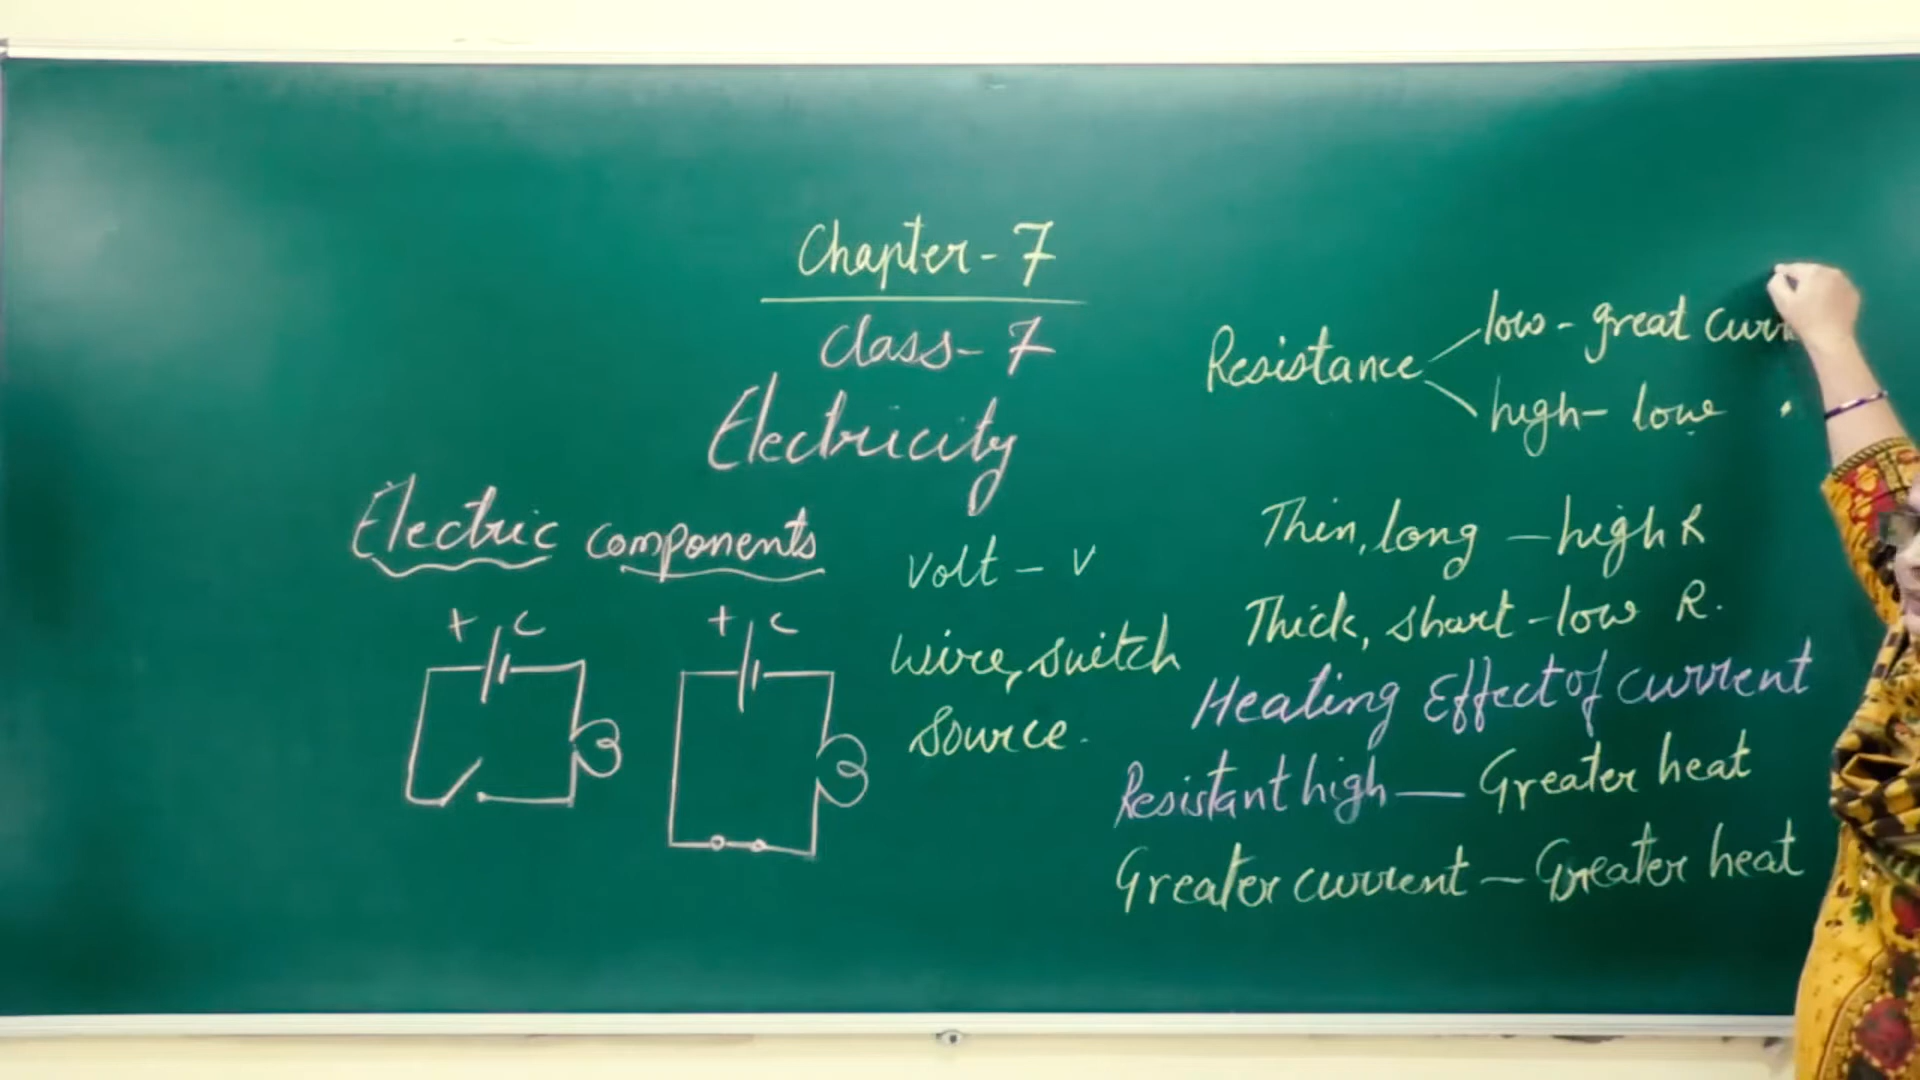 Chapter - 7
Class - 7
Electricity
Electric components
+ c
+ c
Volt - V
Wire, switch
Source.
Resistance
low - great
high - low
Thin, long - high R
Thick, short - low R.
Heating Effect of current
Resistant high - Greater heat
Greater current - Greater heat